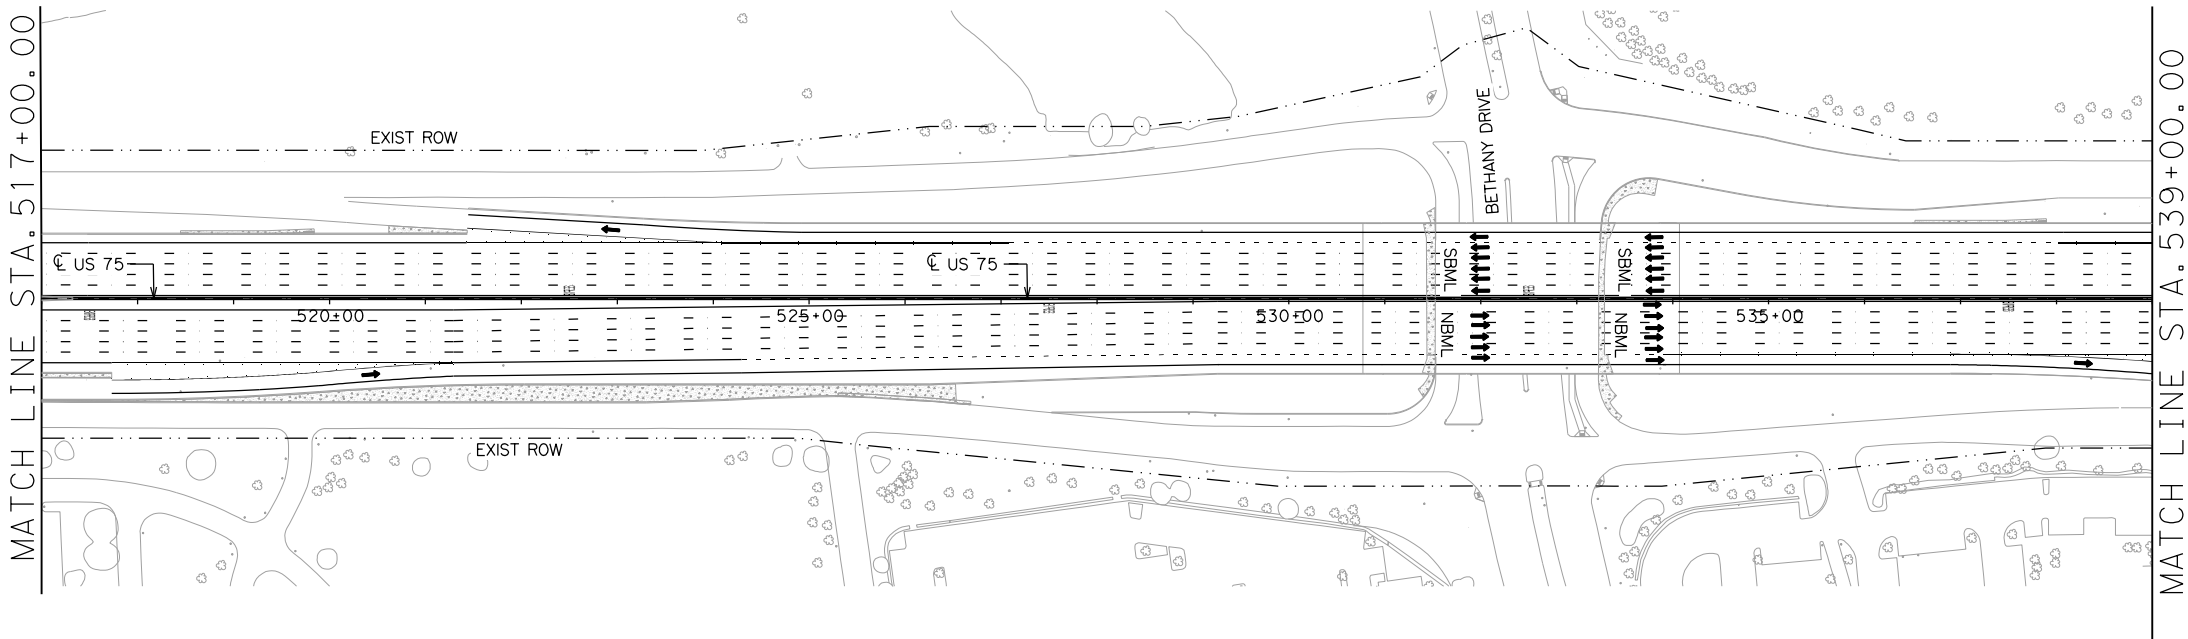 MATCH LINE STA. 517+00.00
EXIST ROW
BETHANY DRIVE
℄ US 75
℄ US 75
SBML
SBML
520+00
525+00
530+00
535+00
NBML
NBML
EXIST ROW
MATCH LINE STA. 539+00.00